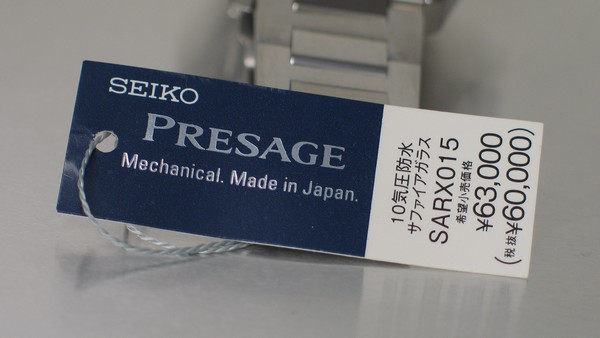 SEIKO
PRESAGE
Mechanical. Made in Japan.
10気圧防水
サファイアガラス
SARX015
希望小売価格
¥63,000
(税抜¥60,000)